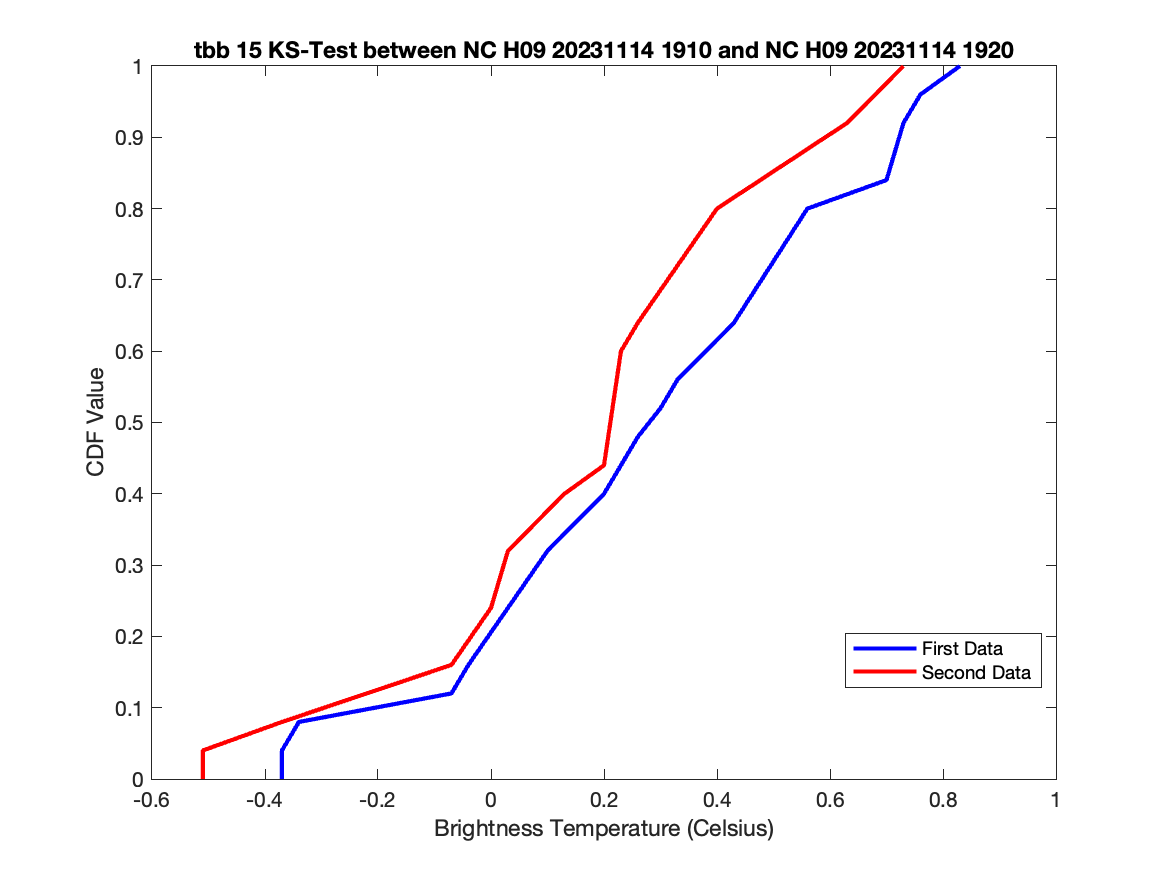 tbb 15 KS-Test between NC H09 20231114 1910 and NC H09 20231114 1920
1
0.9
0.8
0.7
0.6
0.5
0.4
0.3
0.2
0.1
0
CDF Value
-0.6 -0.4 -0.2 0 0.2 0.4 0.6 0.8 1
Brightness Temperature (Celsius)
First Data
Second Data